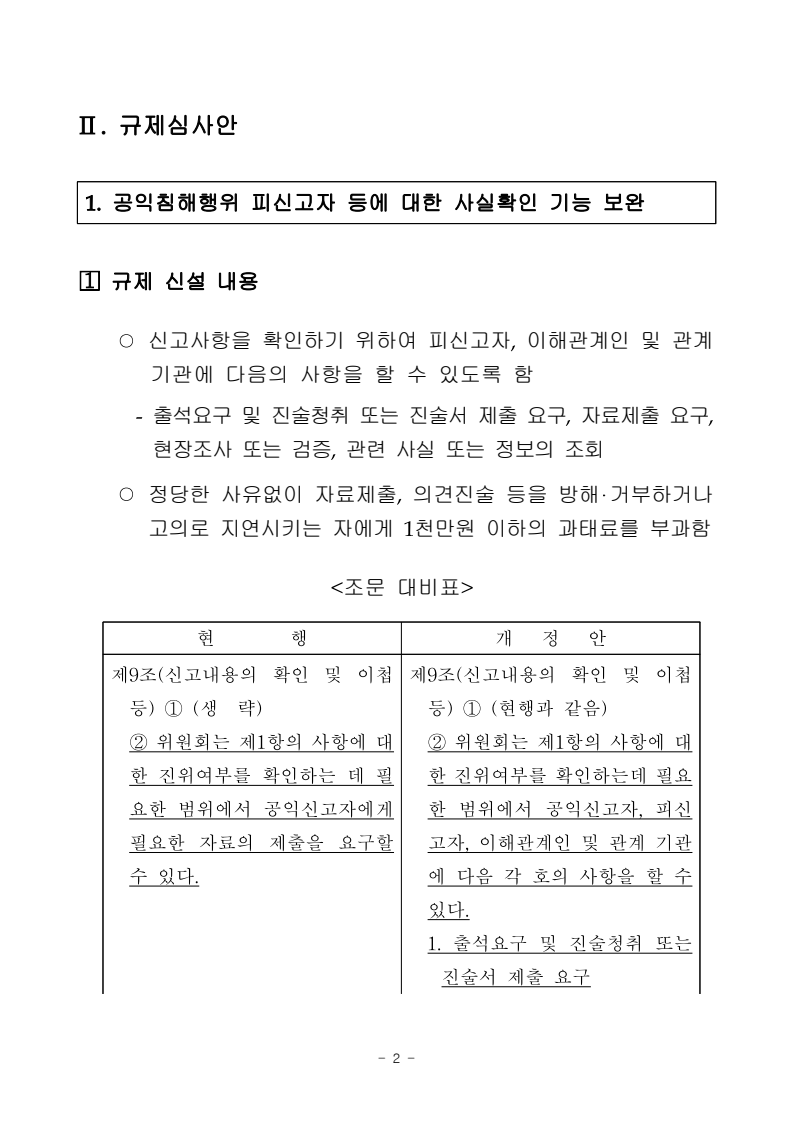 Ⅱ. 규제심사안
1. 공익침해행위 피신고자 등에 대한 사실확인 기능 보완
1 규제 신설 내용
○ 신고사항을 확인하기 위하여 피신고자, 이해관계인 및 관계
기관에 다음의 사항을 할 수 있도록 함
- 출석요구 및 진술청취 또는 진술서 제출 요구, 자료제출 요구,
현장조사 또는 검증, 관련 사실 또는 정보의 조회
○ 정당한 사유없이 자료제출, 의견진술 등을 방해·거부하거나
고의로 지연시키는 자에게 1천만원 이하의 과태료를 부과함
<조문 대비표>
현 행
제9조(신고내용의 확인 및 이첩
등) ① (생 략)
② 위원회는 제1항의 사항에 대
한 진위여부를 확인하는 데 필
요한 범위에서 공익신고자에게
필요한 자료의 제출을 요구할
수 있다.
개 정 안
제9조(신고내용의 확인 및 이첩
등) ① (현행과 같음)
② 위원회는 제1항의 사항에 대
한 진위여부를 확인하는데 필요
한 범위에서 공익신고자, 피신
고자, 이해관계인 및 관계 기관
에 다음 각 호의 사항을 할 수
있다.
1. 출석요구 및 진술청취 또는
진술서 제출 요구
- 2 -